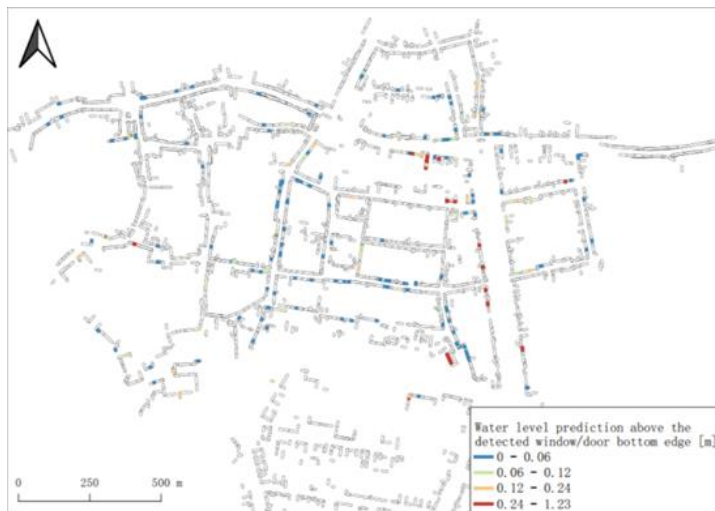 Water level prediction above the
detected window/door bottom edge [m]
0 - 0.06
0.06 - 0.12
0.12 - 0.24
0.24 - 1.23
0 250 500 m